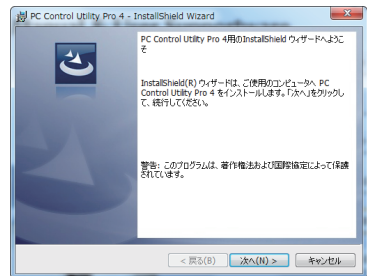 PC Control Utility Pro 4 - InstallShield Wizard
PC Control Utility Pro 4用のInstallShield ウィザードへようこ
そ
InstallShield(R) ウィザードは、ご使用のコンピュータへ PC
Control Utility Pro 4 をインストールします。「次へ」をクリックし
て、続行してください。
警告: このプログラムは、著作権法および国際協定によって保護
されています。
< 戻る(B)
次へ(N) >
キャンセル